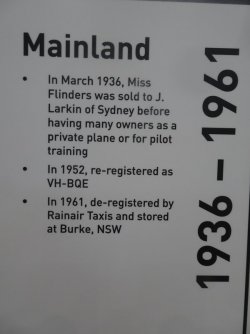 Mainland
• In March 1936, Miss
Flinders was sold to J.
Larkin of Sydney before
having many owners as a
private plane or for pilot
training
• In 1952, re-registered as
VH-BQE
• In 1961, de-registered by
Rainair Taxis and stored
at Burke, NSW
1936 – 1961